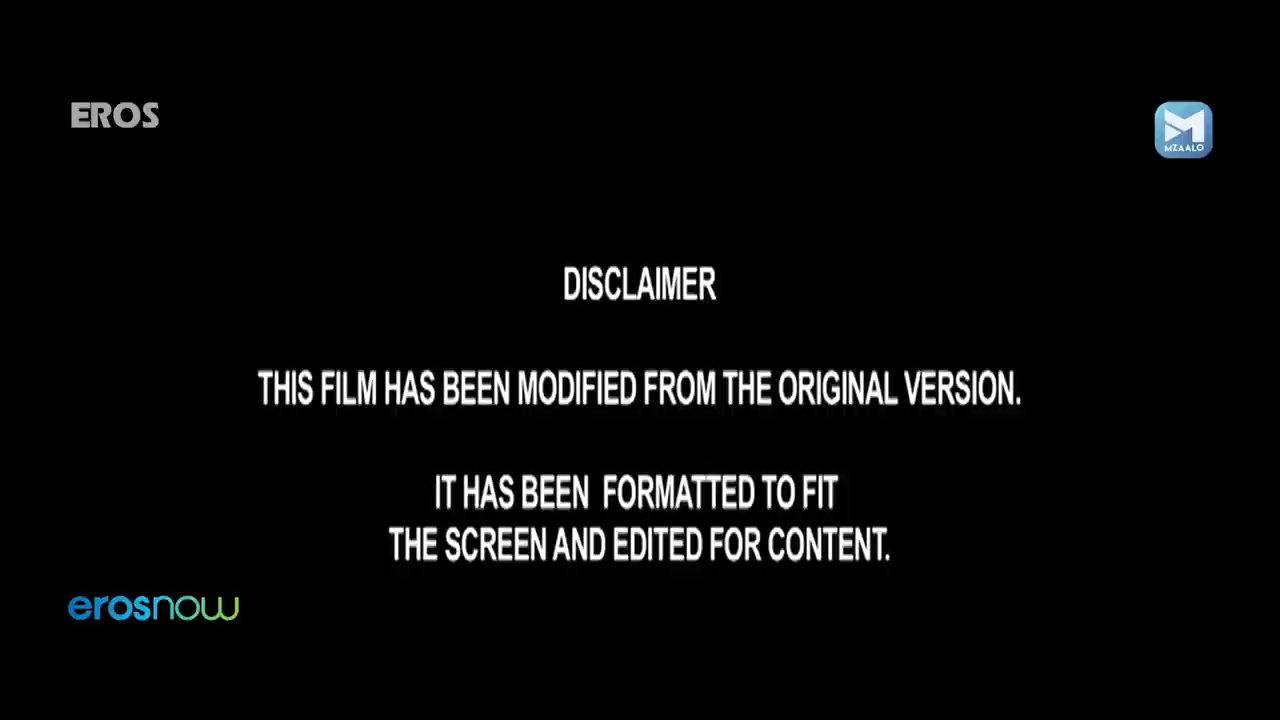 EROS
MZAALO
DISCLAIMER
THIS FILM HAS BEEN MODIFIED FROM THE ORIGINAL VERSION.
IT HAS BEEN FORMATTED TO FIT
THE SCREEN AND EDITED FOR CONTENT.
erosnow